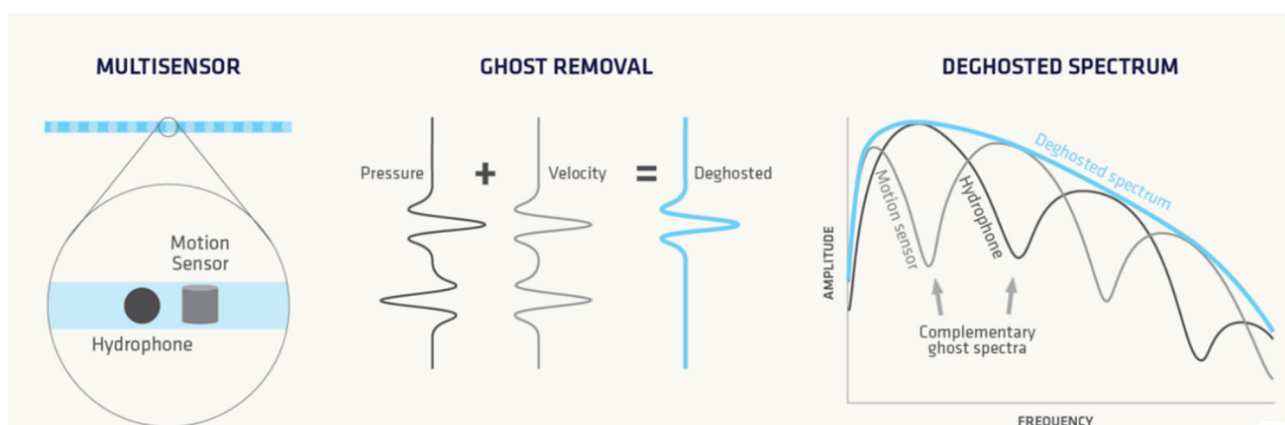 MULTISENSOR
Motion
Sensor
Hydrophone
GHOST REMOVAL
Pressure
+
Velocity
=
Deghosted
DEGHOSTED SPECTRUM
AMPLITUDE
Motion sensor
Hydrophone
Deghosted spectrum
Complementary
ghost spectra
FREQUENCY